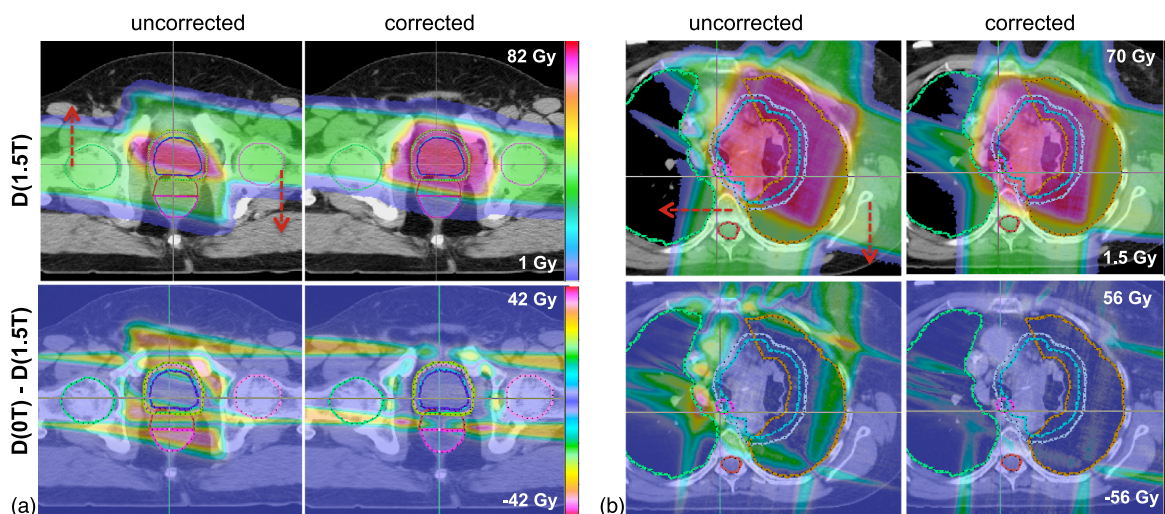 uncorrected corrected uncorrected corrected
D(1.5T)
82 Gy
1 Gy
70 Gy
1.5 Gy
D(0T) - D(1.5T)
42 Gy
-42 Gy
56 Gy
-56 Gy
(a)
(b)